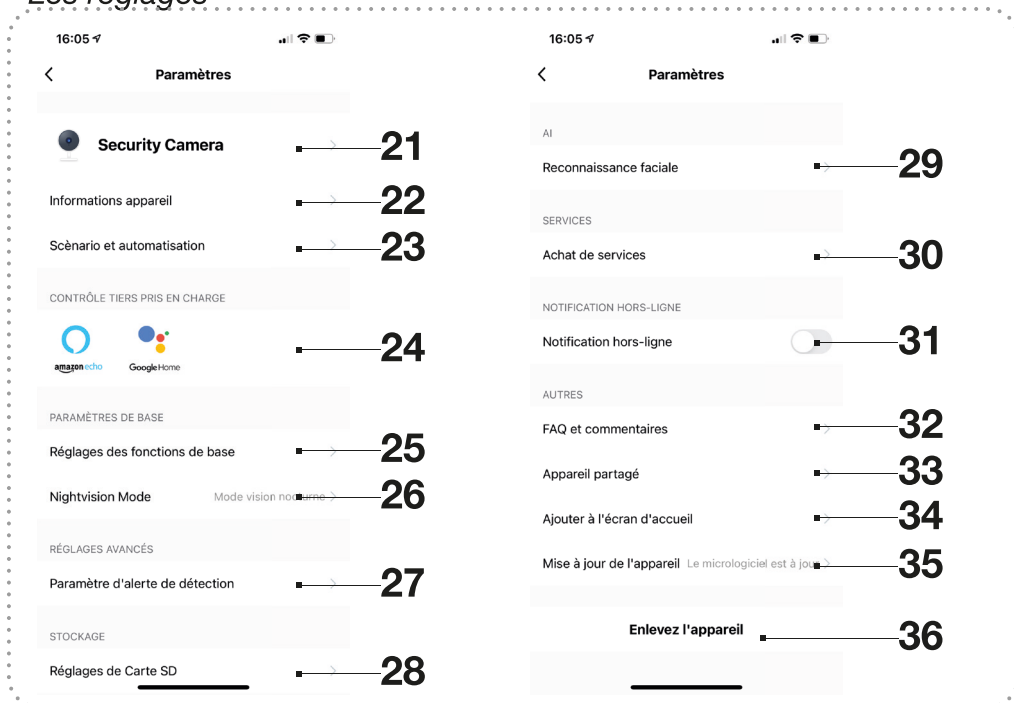 Les réglages
16:05
Paramètres
Security Camera
21
Informations appareil
22
Scènario et automatisation
23
CONTRÔLE TIERS PRIS EN CHARGE
amazon echo
Google Home
24
PARAMÈTRES DE BASE
Réglages des fonctions de base
25
Nightvision Mode Mode vision nocturne
26
RÉGLAGES AVANCÉS
Paramètre d'alerte de détection
27
STOCKAGE
Réglages de Carte SD
28
16:05
Paramètres
AI
Reconnaissance faciale
29
SERVICES
Achat de services
30
NOTIFICATION HORS-LIGNE
Notification hors-ligne
31
AUTRES
FAQ et commentaires
32
Appareil partagé
33
Ajouter à l'écran d'accueil
34
Mise à jour de l'appareil Le micrologiciel est à jour
35
Enlevez l'appareil
36